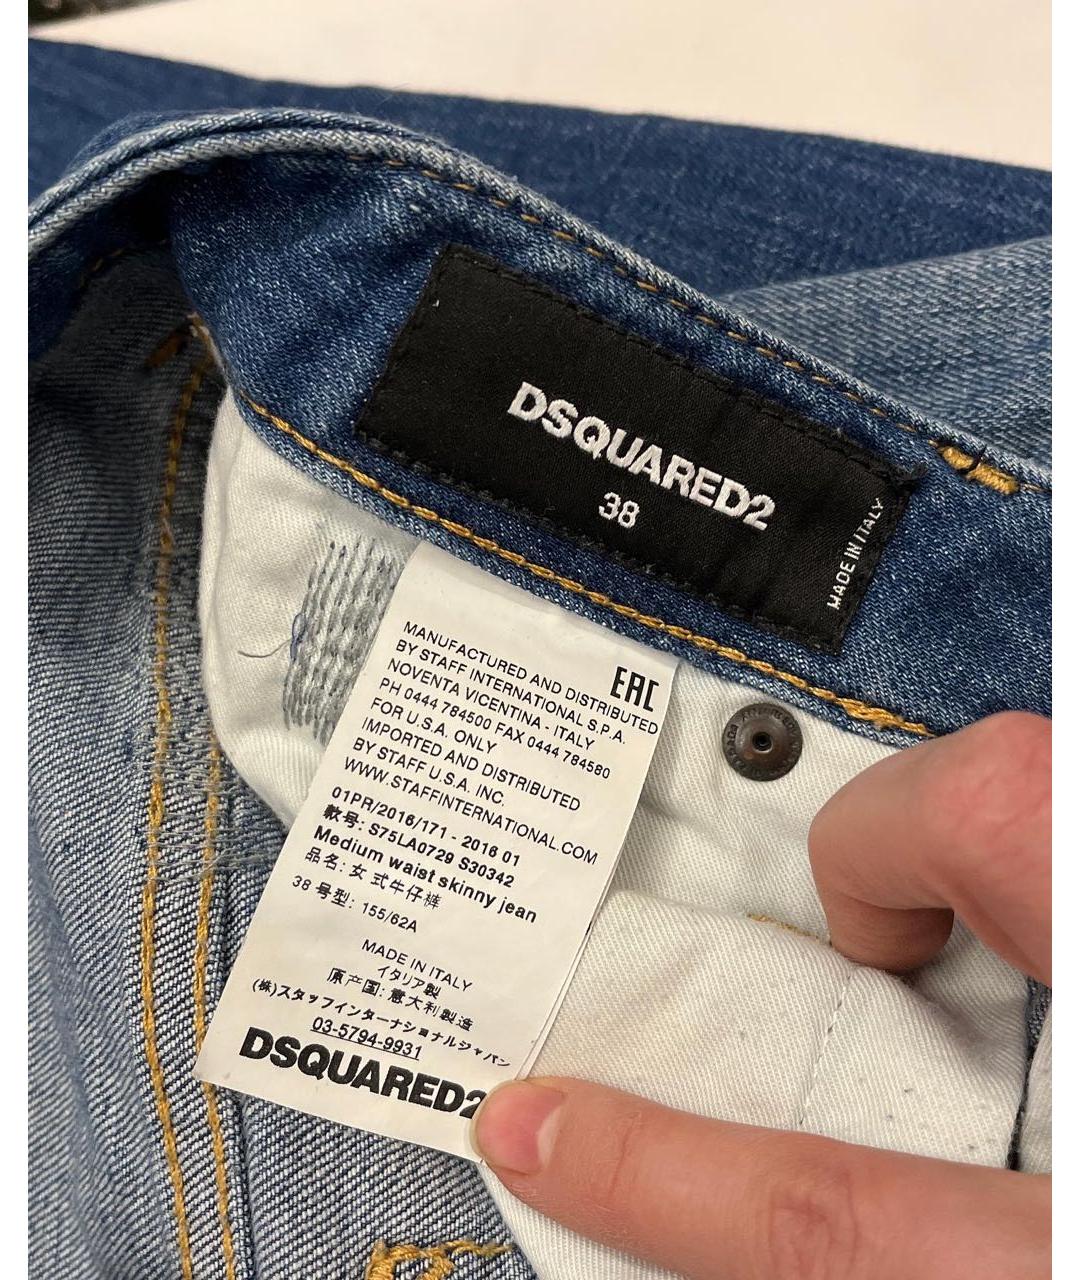 DSQUARED2
38
MADE IN ITALY
MANUFACTURED AND DISTRIBUTED
BY STAFF INTERNATIONAL S.P.A.
NOVENTA VICENTINA - ITALY
PH 0444 784500 FAX 0444 784580
FOR U.S.A. ONLY
IMPORTED AND DISTRIBUTED
BY STAFF U.S.A. INC.
WWW.STAFFINTERNATIONAL.COM
EAC
01PR/2016/171 - 2016 01
款号: S75LA0729 S30342
Medium waist skinny jean
品名: 女 式牛仔裤
38 号型: 155/62A
MADE IN ITALY
イタリア製
原产国: 意大利製造
(株)スタッフインターナショナルジャパン
03-5794-9931
DSQUARED2